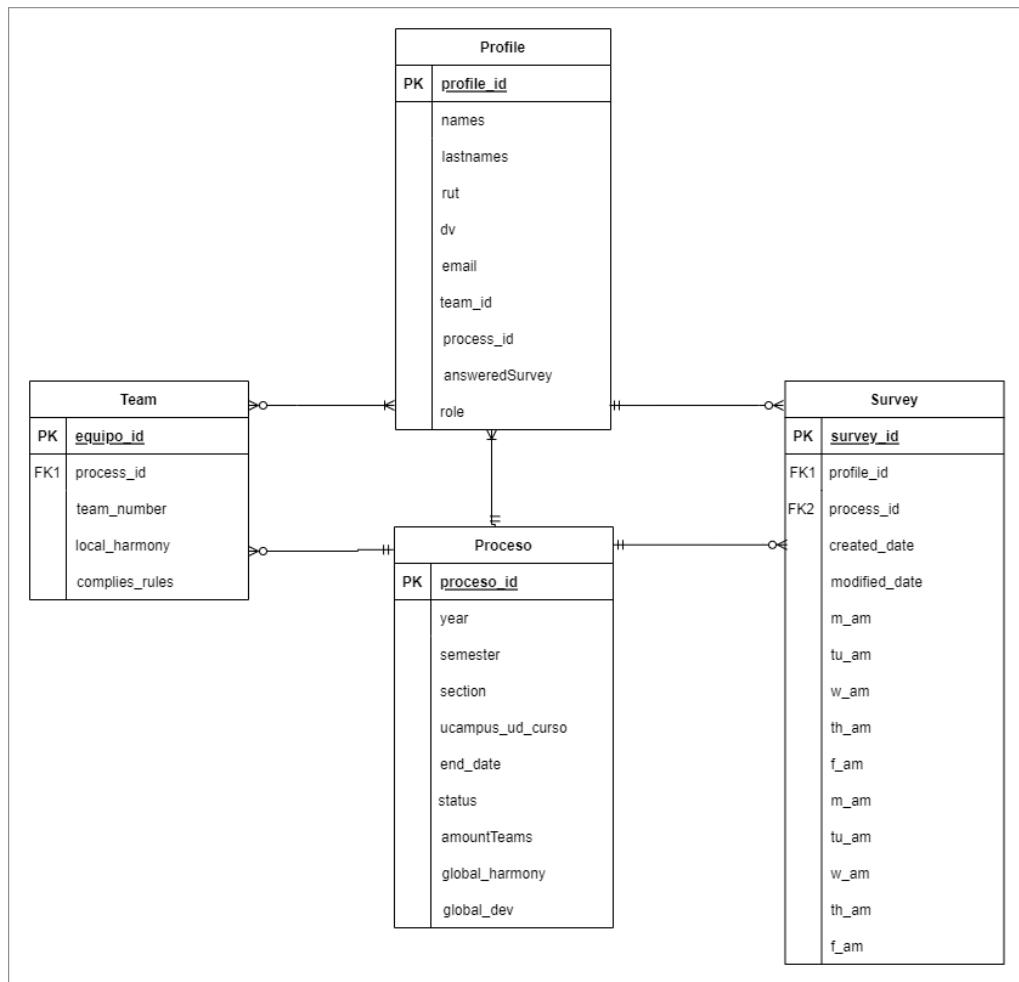 Profile
PK profile_id
names
lastnames
rut
dv
email
team_id
process_id
answeredSurvey
role
Team
PK equipo_id
FK1 process_id
team_number
local_harmony
complies_rules
Proceso
PK proceso_id
year
semester
section
ucampus_ud_curso
end_date
status
amountTeams
global_harmony
global_dev
Survey
PK survey_id
FK1 profile_id
FK2 process_id
created_date
modified_date
m_am
tu_am
w_am
th_am
f_am
m_am
tu_am
w_am
th_am
f_am